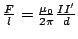 F/l = μ₀/2π II′/d